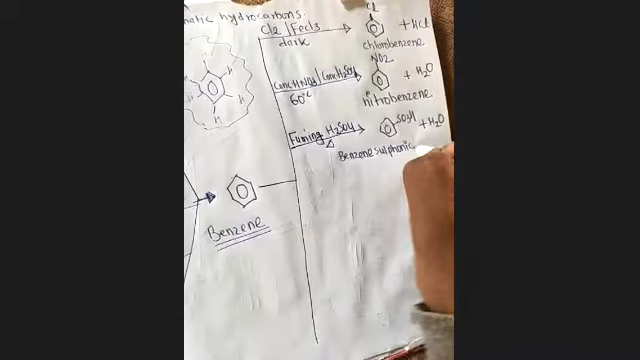 matic hydrocarbons.
Cl2 / FeCl3
dark
Cl
+ HCl
chlorobenzene
H
H
H
H
Conc. HNO3 / Conc. H2SO4
60°C
NO2
+ H2O
nitrobenzene
Fuming H2SO4
Δ
SO3H
+ H2O
Benzene sulphonic
Benzene